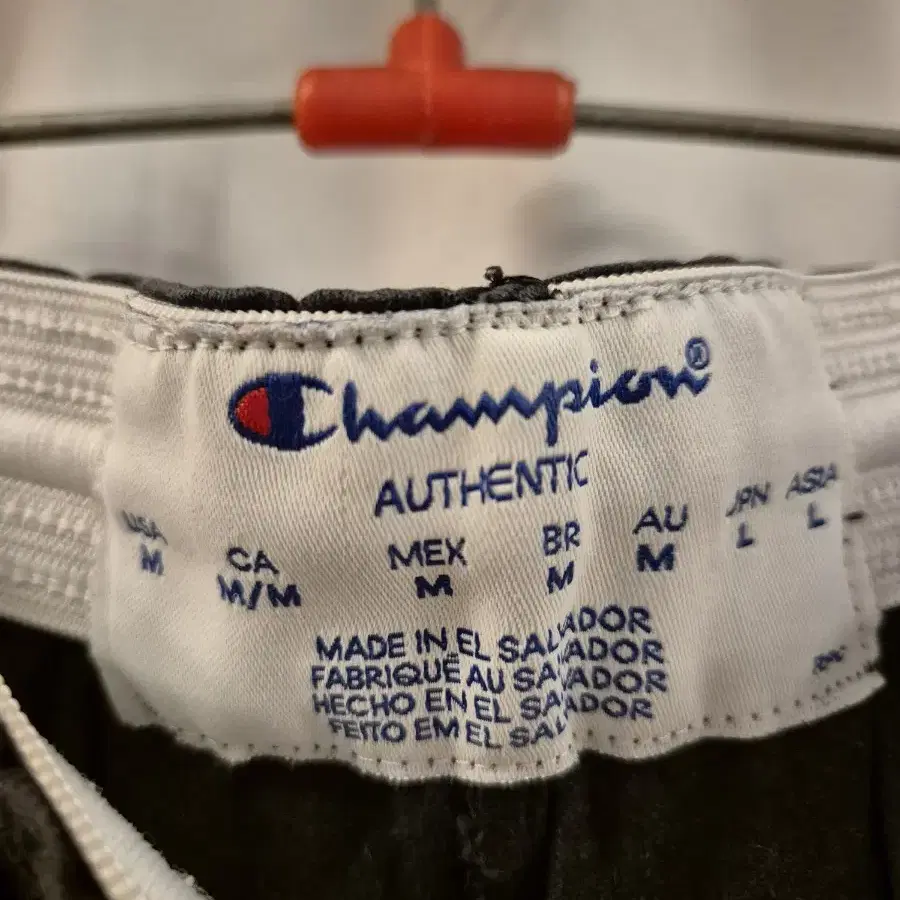 Champion®
AUTHENTIC
USA CA MEX BR AU JPN ASIA
M M/M M M M L L
MADE IN EL SALVADOR
FABRIQUÉ AU SALVADOR
HECHO EN EL SALVADOR
FEITO EM EL SALVADOR